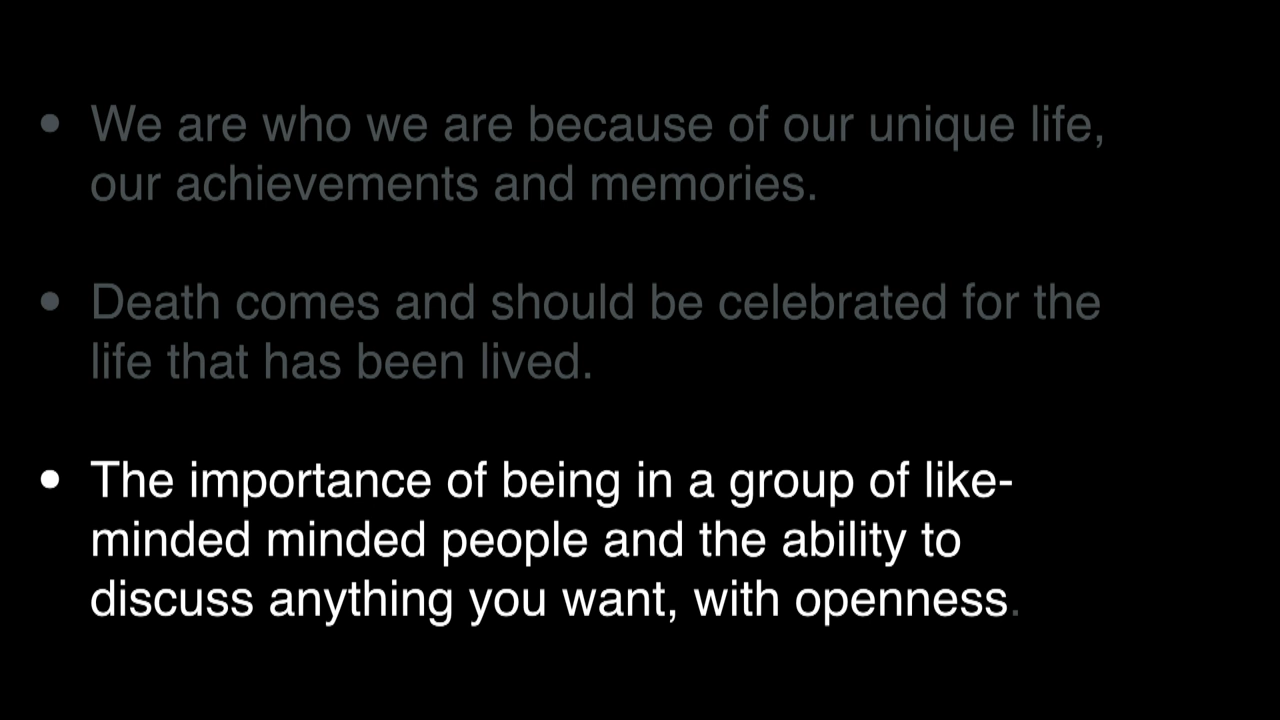 • We are who we are because of our unique life,
our achievements and memories.
• Death comes and should be celebrated for the
life that has been lived.
• The importance of being in a group of like-
minded minded people and the ability to
discuss anything you want, with openness.